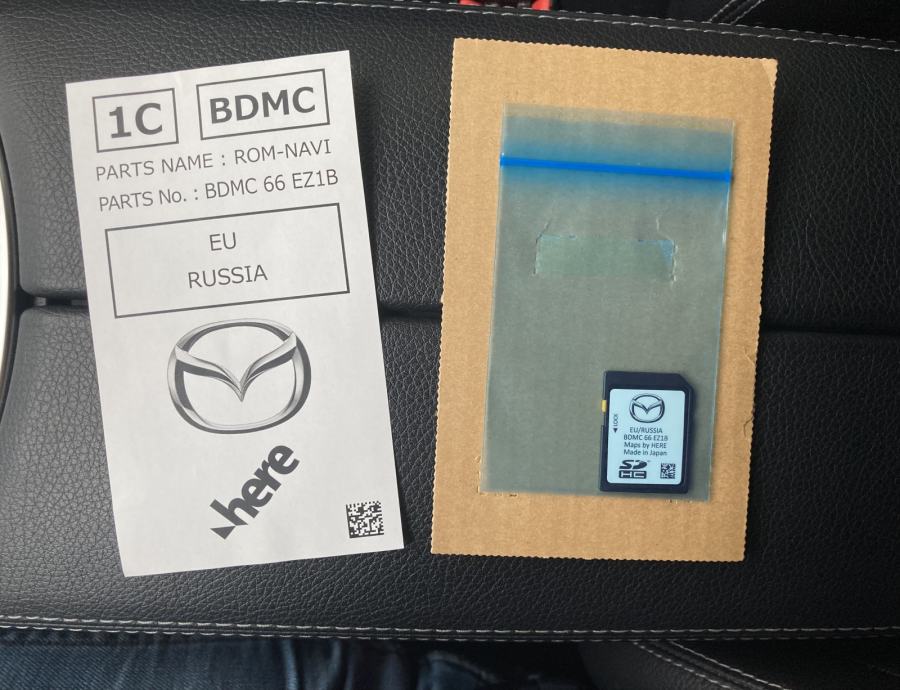 1C BDMC
PARTS NAME : ROM-NAVI
PARTS No. : BDMC 66 EZ1B
EU
RUSSIA
here
LOCK
EU/RUSSIA
BDMC 66 EZ1B
Maps by HERE
Made in Japan
SD
HC